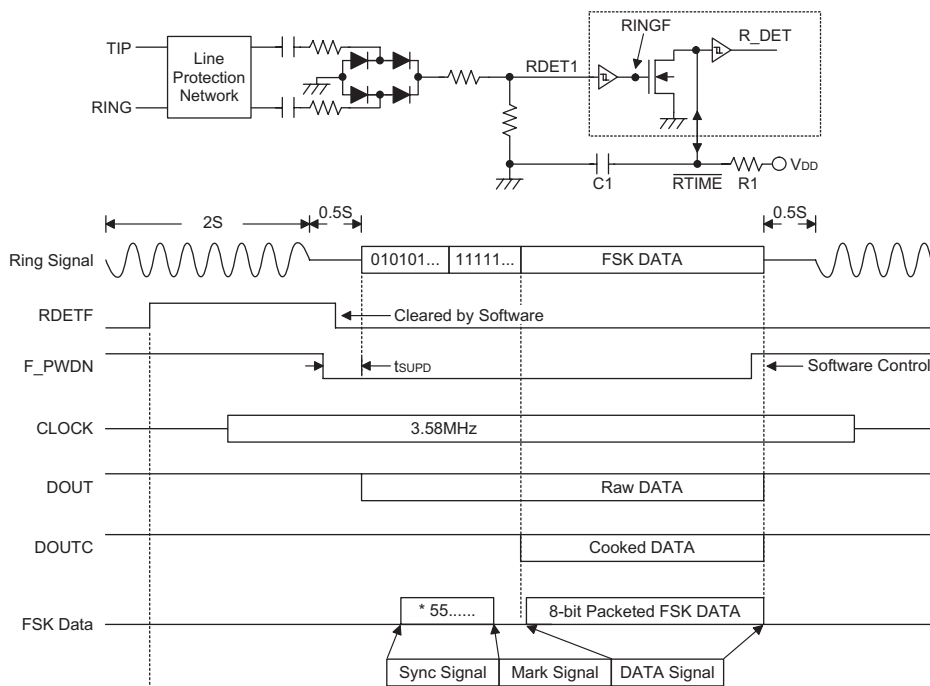 RINGF
R_DET
TIP
Line
Protection
Network
RDET1
RING
VDD
C1
RTIME
R1
2S
0.5S
0.5S
Ring Signal
010101...
11111...
FSK DATA
RDETF
Cleared by Software
F_PWDN
tSUPD
Software Control
CLOCK
3.58MHz
DOUT
Raw DATA
DOUTC
Cooked DATA
FSK Data
* 55......
8-bit Packeted FSK DATA
Sync Signal
Mark Signal
DATA Signal